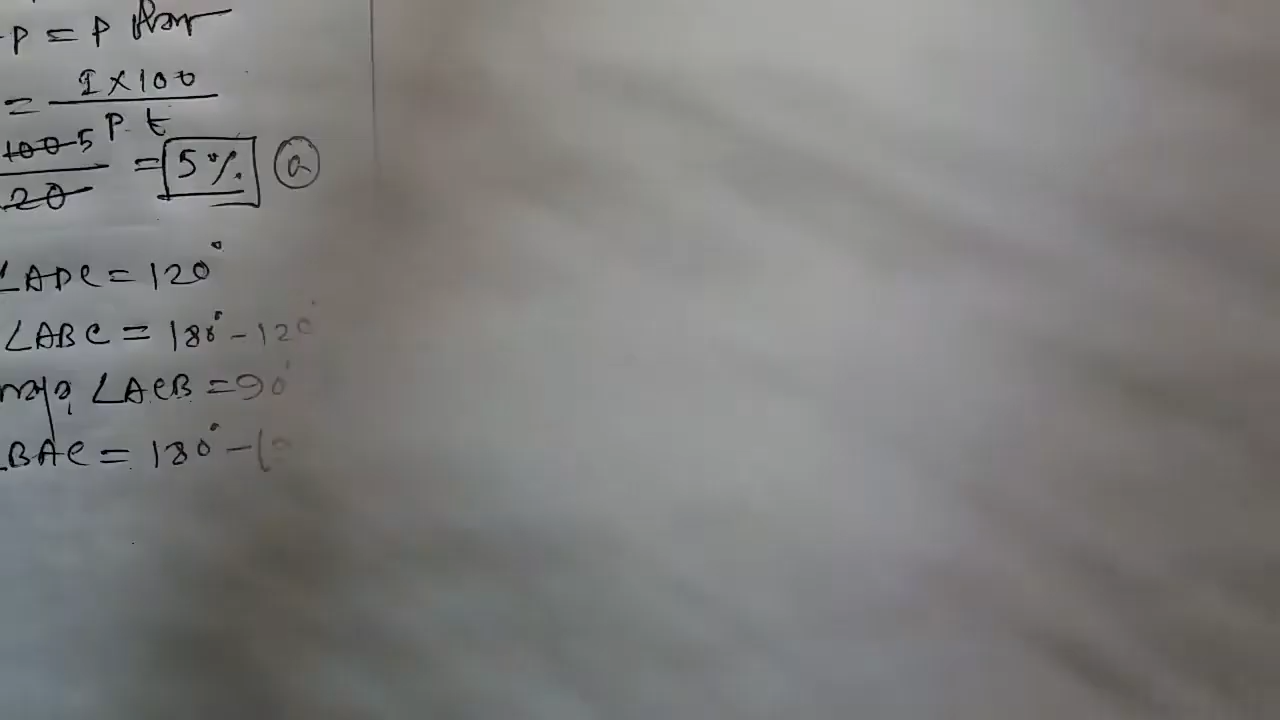 P = P
= I × 100
P. t
100 5
20
= 5% ⓐ
∠ADC = 120°
∠ABC = 180° - 120°
∠ACB = 90°
∠BAC = 180° - (